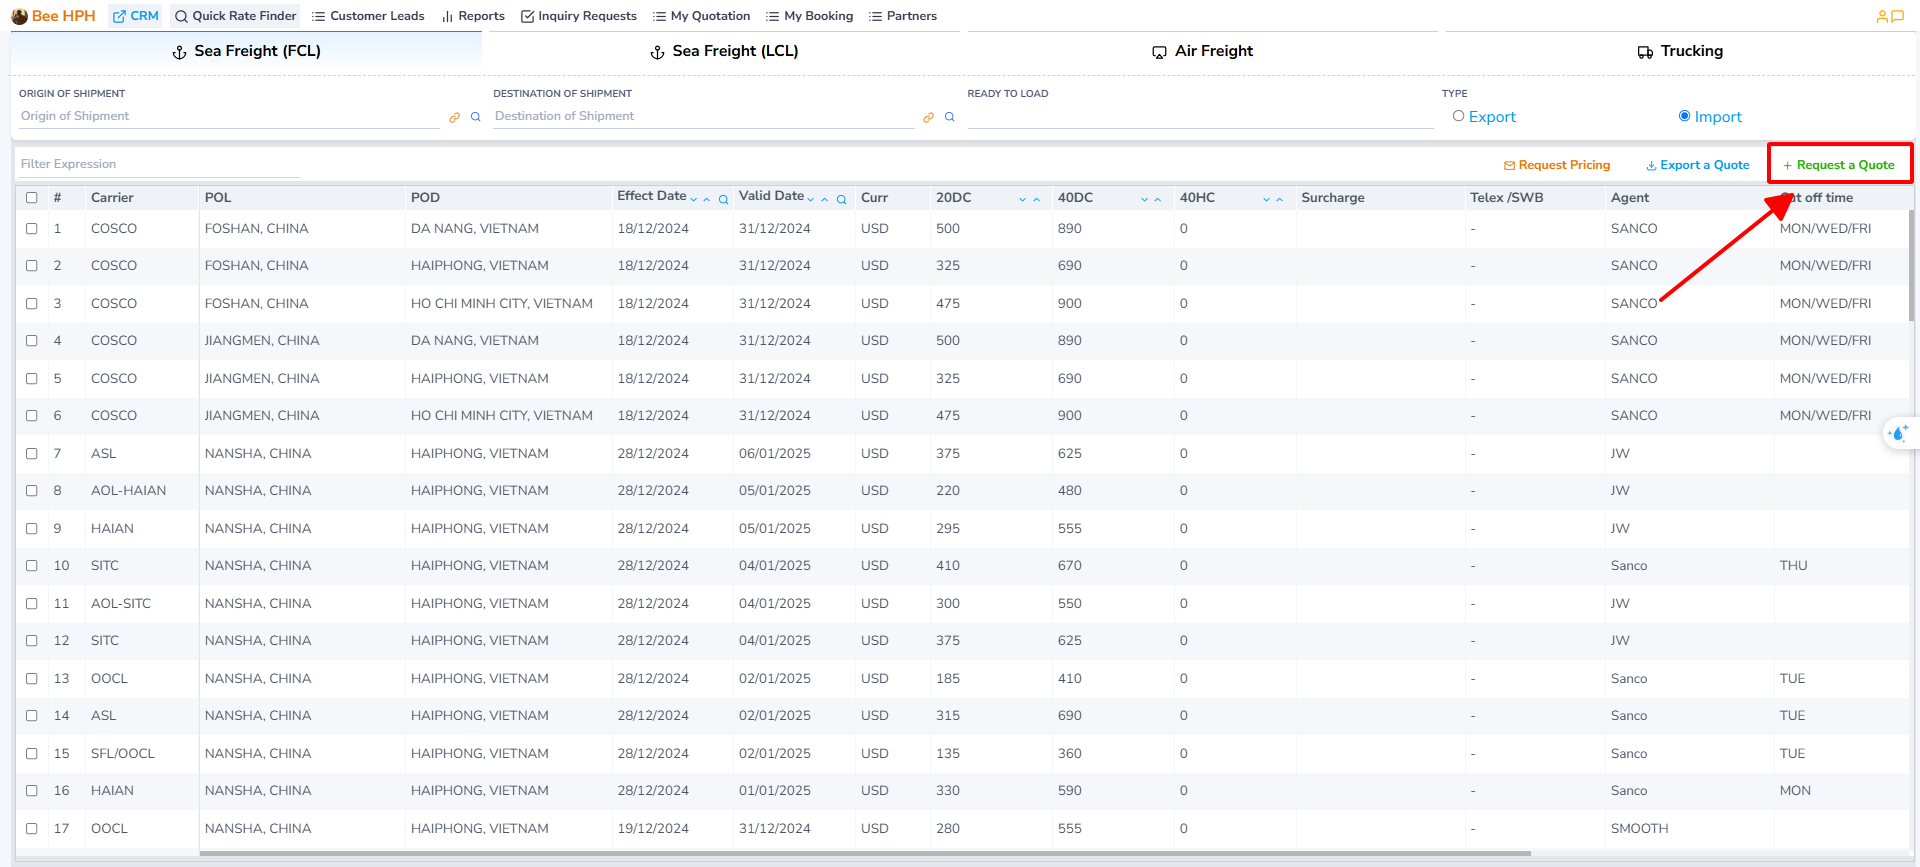 Bee HPH CRM Quick Rate Finder Customer Leads Reports Inquiry Requests My Quotation My Booking Partners
Sea Freight (FCL) Sea Freight (LCL) Air Freight Trucking
ORIGIN OF SHIPMENT DESTINATION OF SHIPMENT READY TO LOAD TYPE
Origin of Shipment Destination of Shipment Export Import
Filter Expression Request Pricing Export a Quote + Request a Quote
# Carrier POL POD Effect Date Valid Date Curr 20DC 40DC 40HC Surcharge Telex /SWB Agent off time
1 COSCO FOSHAN, CHINA DA NANG, VIETNAM 18/12/2024 31/12/2024 USD 500 890 0 - SANCO MON/WED/FRI
2 COSCO FOSHAN, CHINA HAIPHONG, VIETNAM 18/12/2024 31/12/2024 USD 325 690 0 - SANCO MON/WED/FRI
3 COSCO FOSHAN, CHINA HO CHI MINH CITY, VIETNAM 18/12/2024 31/12/2024 USD 475 900 0 - SANCO MON/WED/FRI
4 COSCO JIANGMEN, CHINA DA NANG, VIETNAM 18/12/2024 31/12/2024 USD 500 890 0 - SANCO MON/WED/FRI
5 COSCO JIANGMEN, CHINA HAIPHONG, VIETNAM 18/12/2024 31/12/2024 USD 325 690 0 - SANCO MON/WED/FRI
6 COSCO JIANGMEN, CHINA HO CHI MINH CITY, VIETNAM 18/12/2024 31/12/2024 USD 475 900 0 - SANCO MON/WED/FRI
7 ASL NANSHA, CHINA HAIPHONG, VIETNAM 28/12/2024 06/01/2025 USD 375 625 0 - JW
8 AOL-HAIAN NANSHA, CHINA HAIPHONG, VIETNAM 28/12/2024 05/01/2025 USD 220 480 0 - JW
9 HAIAN NANSHA, CHINA HAIPHONG, VIETNAM 28/12/2024 05/01/2025 USD 295 555 0 - JW
10 SITC NANSHA, CHINA HAIPHONG, VIETNAM 28/12/2024 04/01/2025 USD 410 670 0 - Sanco THU
11 AOL-SITC NANSHA, CHINA HAIPHONG, VIETNAM 28/12/2024 04/01/2025 USD 300 550 0 - JW
12 SITC NANSHA, CHINA HAIPHONG, VIETNAM 28/12/2024 04/01/2025 USD 375 625 0 - JW
13 OOCL NANSHA, CHINA HAIPHONG, VIETNAM 28/12/2024 02/01/2025 USD 185 410 0 - Sanco TUE
14 ASL NANSHA, CHINA HAIPHONG, VIETNAM 28/12/2024 02/01/2025 USD 315 690 0 - Sanco TUE
15 SFL/OOCL NANSHA, CHINA HAIPHONG, VIETNAM 28/12/2024 02/01/2025 USD 135 360 0 - Sanco TUE
16 HAIAN NANSHA, CHINA HAIPHONG, VIETNAM 28/12/2024 01/01/2025 USD 330 590 0 - Sanco MON
17 OOCL NANSHA, CHINA HAIPHONG, VIETNAM 19/12/2024 31/12/2024 USD 280 555 0 - SMOOTH